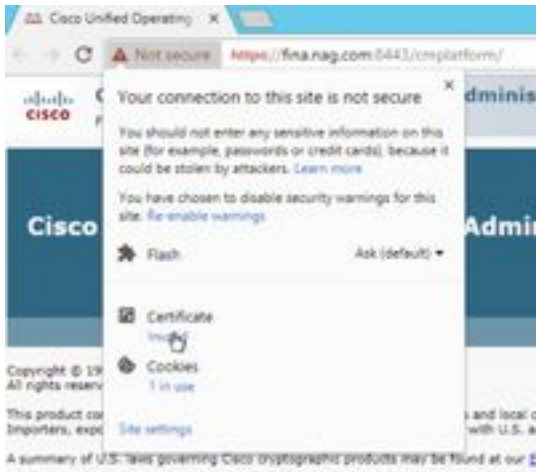 Cisco Unified Operating
Not secure https://fina.nag.com:8443/cmplatform/
cisco
dminis
Your connection to this site is not secure
You should not enter any sensitive information on this
site (for example, passwords or credit cards), because it
could be stolen by attackers. Learn more
You have chosen to disable security warnings for this
site. Re-enable warnings
Cisco
Admin
Flash Ask (default)
Certificate
Cookies
1 in use
Site settings
Copyright © 19
All rights reserv
This product con
and local c
Importers, expo
with U.S. a
A summary of U.S. laws governing Cisco cryptographic products may be found at our